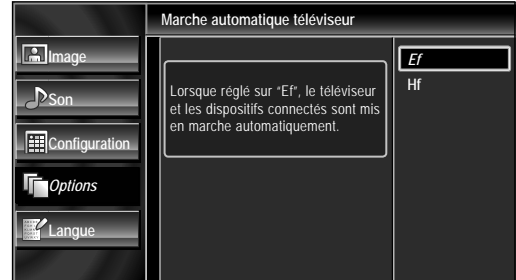 Marche automatique téléviseur
Image
Son
Configuration
Options
Langue
Lorsque réglé sur "Ef", le téléviseur
et les dispositifs connectés sont mis
en marche automatiquement.
Ef
Hf